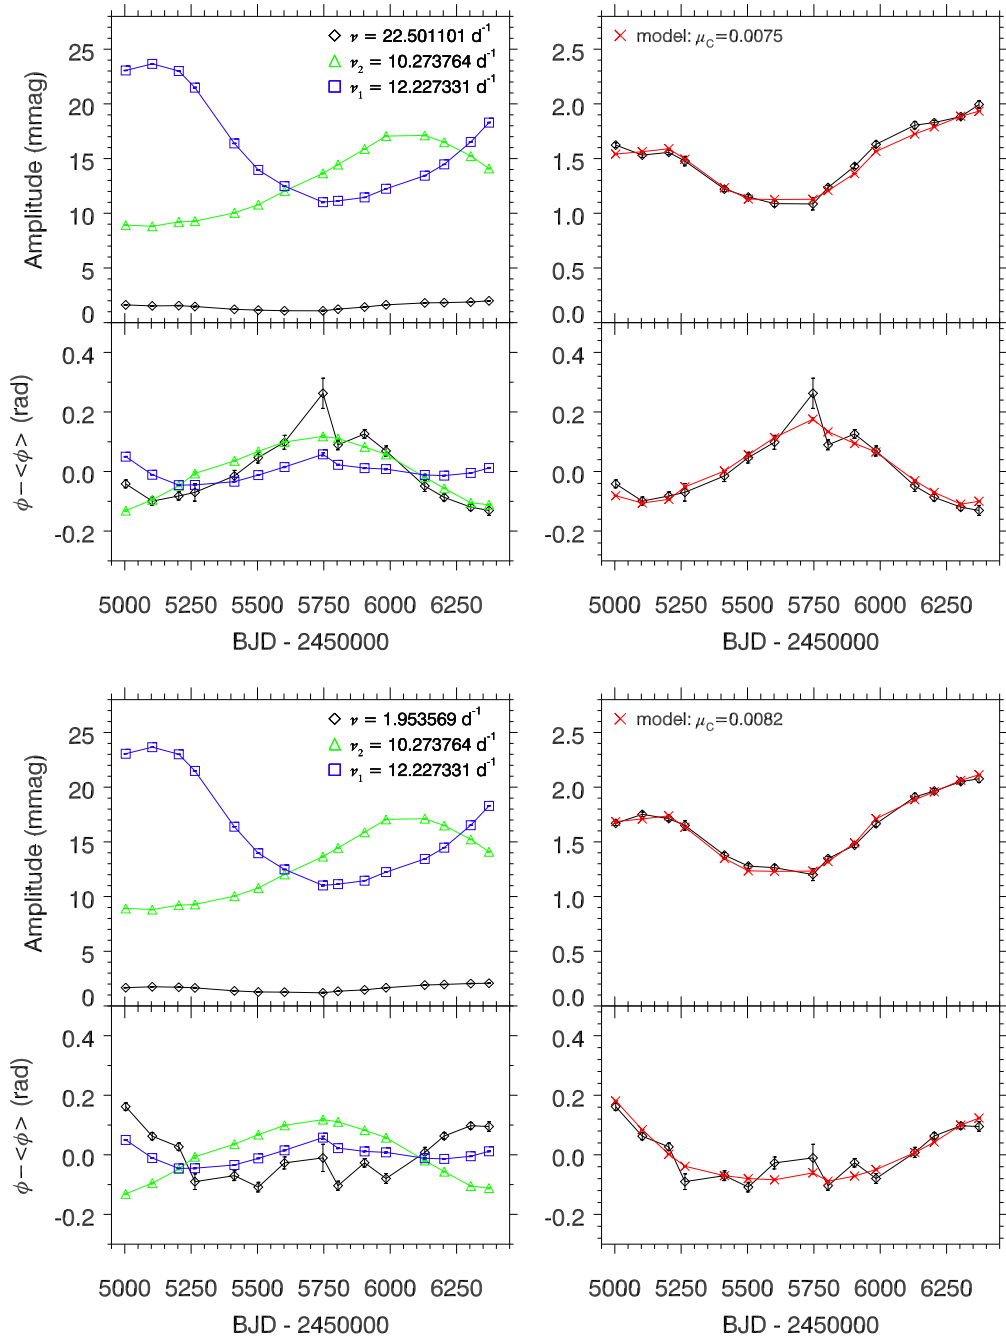 ν = 22.501101 d⁻¹
ν₂ = 10.273764 d⁻¹
ν₁ = 12.227331 d⁻¹
25
20
15
10
5
0
Amplitude (mmag)
model: μ_C=0.0075
2.5
2.0
1.5
1.0
0.5
0.0
0.4
0.2
0.0
-0.2
ϕ−<ϕ> (rad)
0.4
0.2
0.0
-0.2
5000 5250 5500 5750 6000 6250
BJD - 2450000
5000 5250 5500 5750 6000 6250
BJD - 2450000
ν = 1.953569 d⁻¹
ν₂ = 10.273764 d⁻¹
ν₁ = 12.227331 d⁻¹
25
20
15
10
5
0
Amplitude (mmag)
model: μ_C=0.0082
2.5
2.0
1.5
1.0
0.5
0.0
0.4
0.2
0.0
-0.2
ϕ−<ϕ> (rad)
0.4
0.2
0.0
-0.2
5000 5250 5500 5750 6000 6250
BJD - 2450000
5000 5250 5500 5750 6000 6250
BJD - 2450000